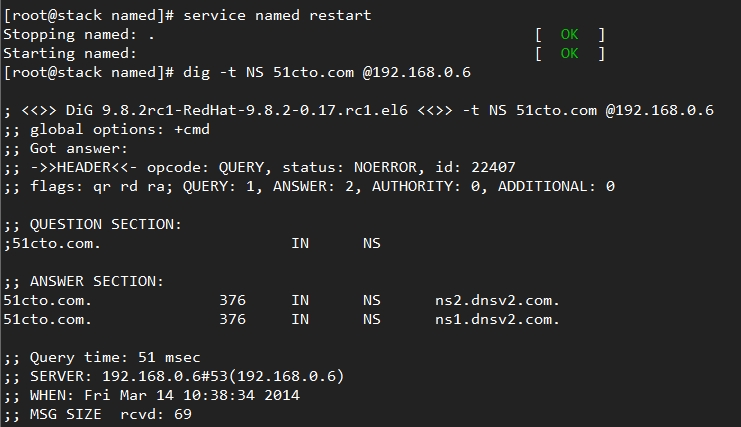 [root@stack named]# service named restart
Stopping named: . [ OK ]
Starting named: [ OK ]
[root@stack named]# dig -t NS 51cto.com @192.168.0.6
; <<>> DiG 9.8.2rc1-RedHat-9.8.2-0.17.rc1.el6 <<>> -t NS 51cto.com @192.168.0.6
;; global options: +cmd
;; Got answer:
;; ->>HEADER<<- opcode: QUERY, status: NOERROR, id: 22407
;; flags: qr rd ra; QUERY: 1, ANSWER: 2, AUTHORITY: 0, ADDITIONAL: 0
;; QUESTION SECTION:
;51cto.com. IN NS
;; ANSWER SECTION:
51cto.com. 376 IN NS ns2.dnsv2.com.
51cto.com. 376 IN NS ns1.dnsv2.com.
;; Query time: 51 msec
;; SERVER: 192.168.0.6#53(192.168.0.6)
;; WHEN: Fri Mar 14 10:38:34 2014
;; MSG SIZE rcvd: 69